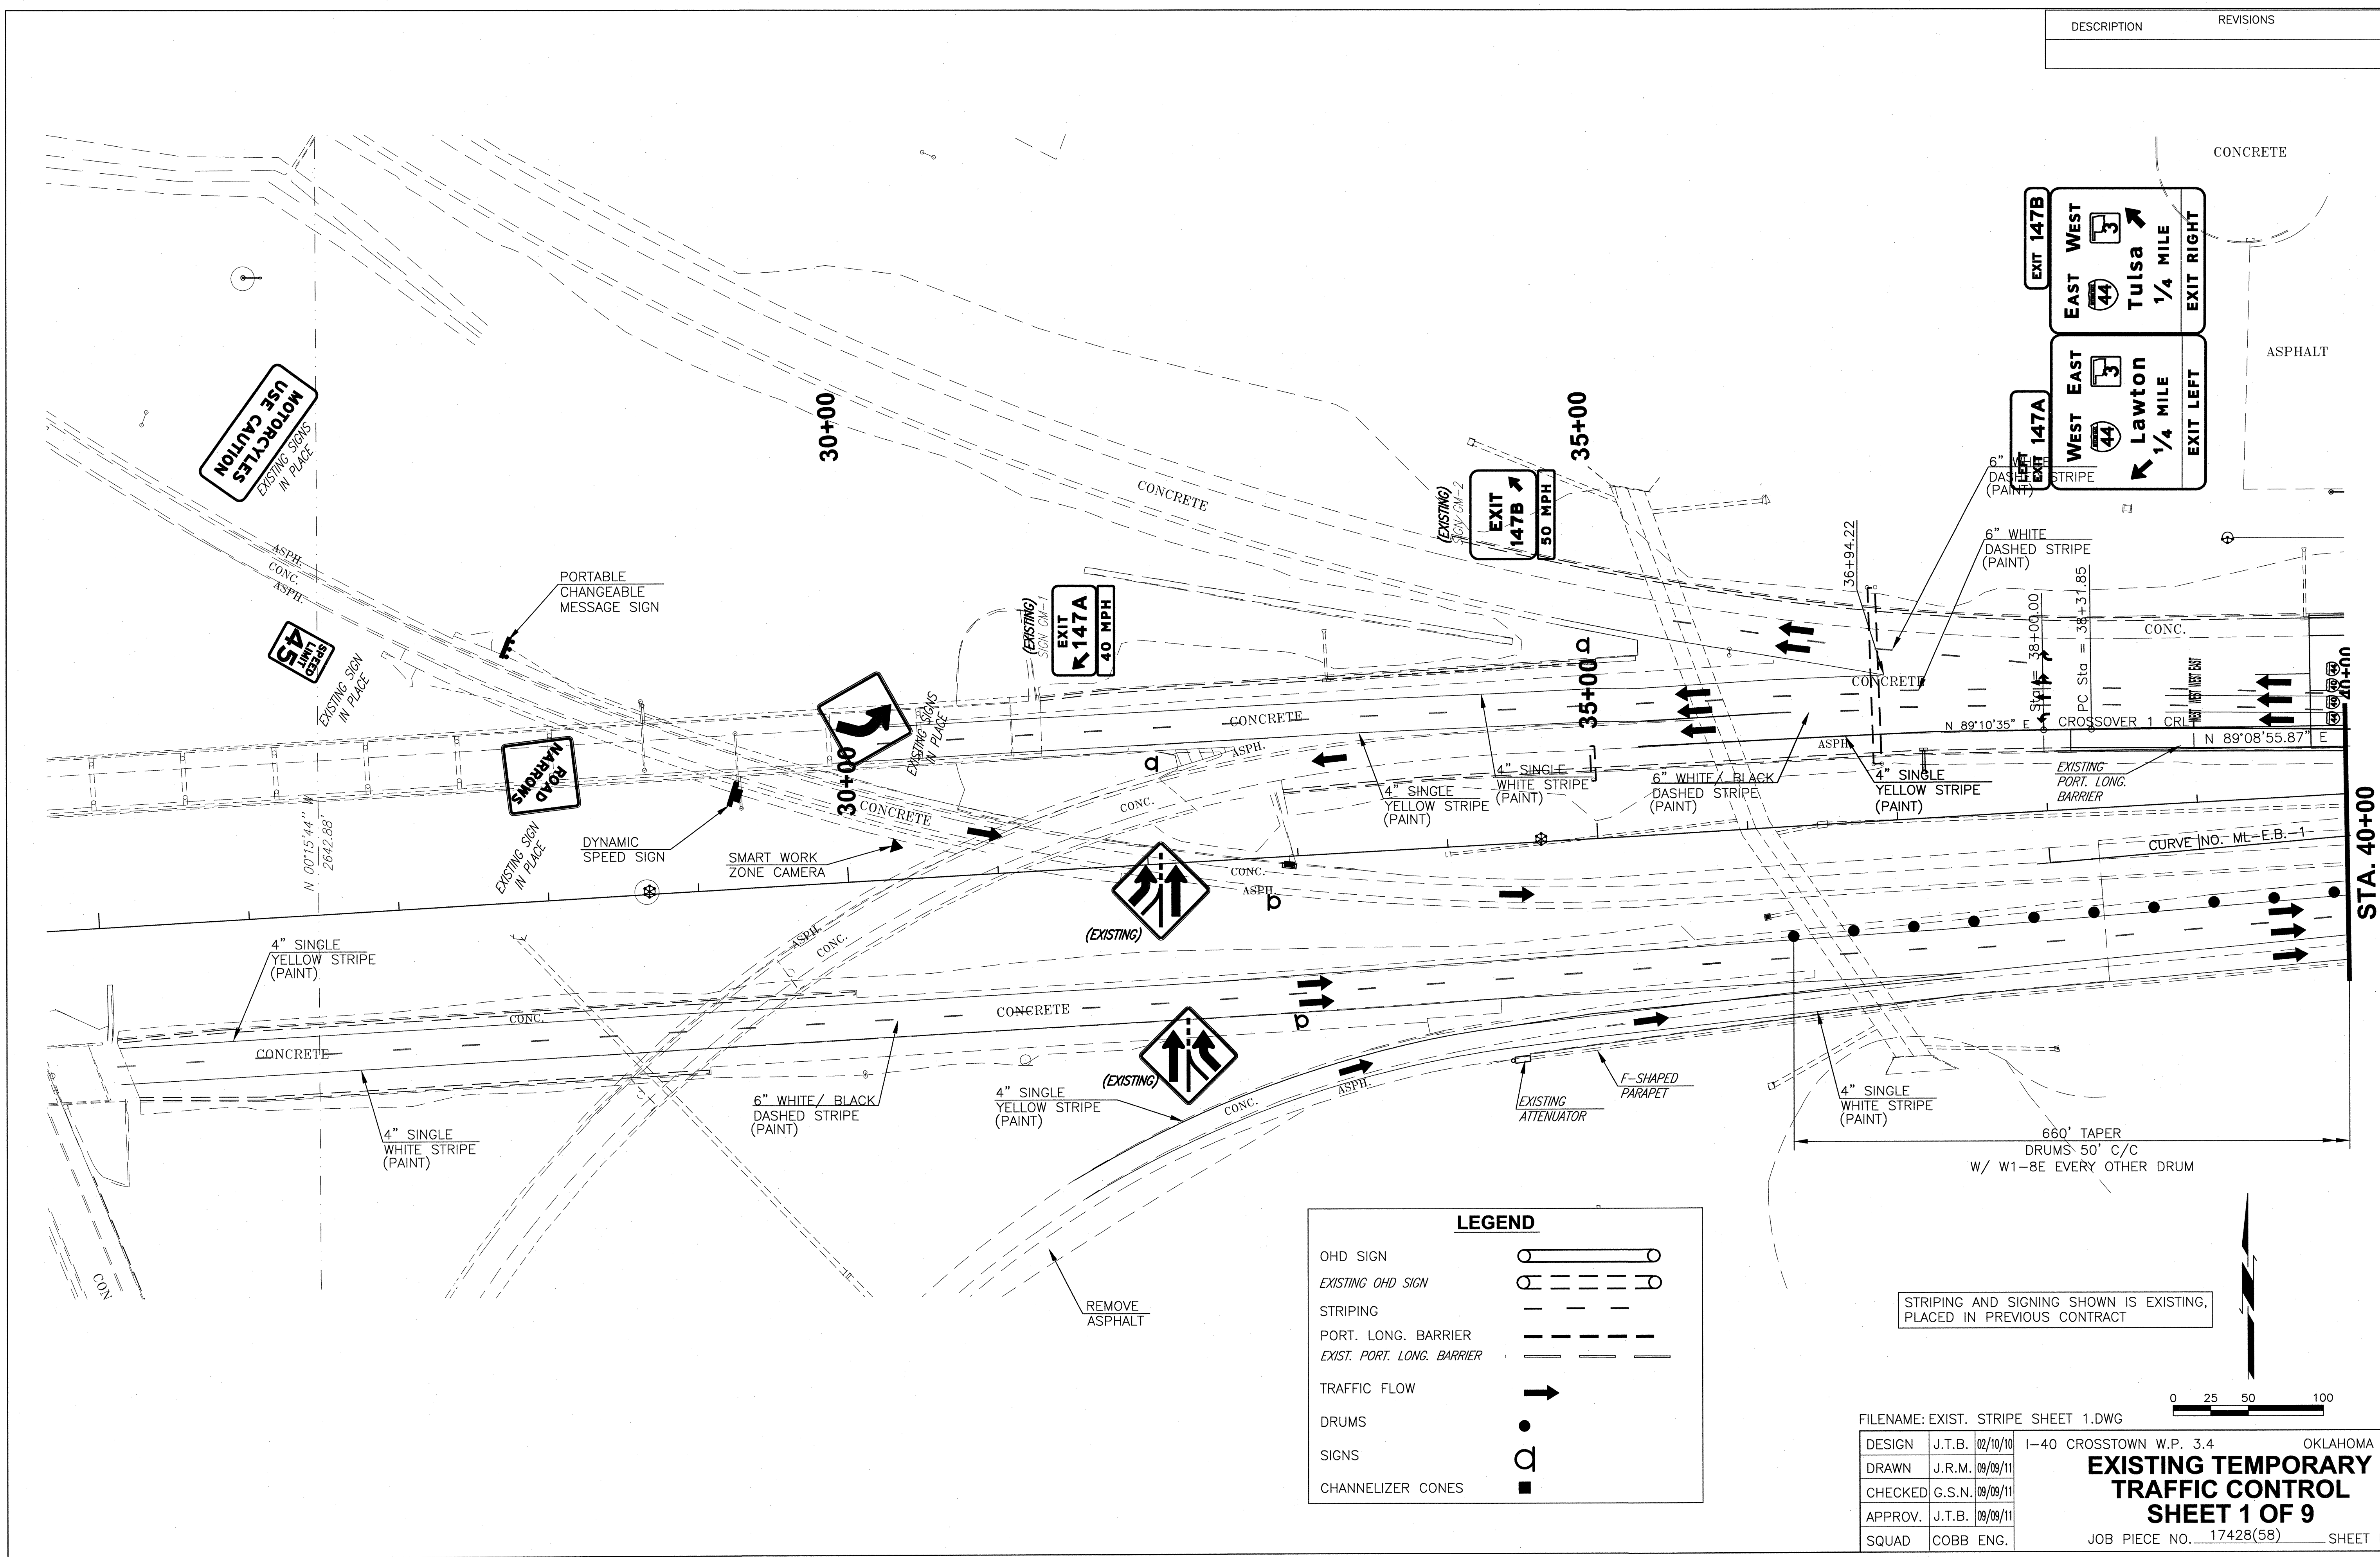 REVISIONS
DESCRIPTION
CONCRETE
EXIT 147B
EAST WEST
44 3
Tulsa
1/4 MILE
EXIT RIGHT
ASPHALT
LEFT
EXIT 147A
WEST EAST
44 3
Lawton
1/4 MILE
EXIT LEFT
MOTORCYLES
USE CAUTION
EXISTING SIGNS
IN PLACE
30+00
35+00
CONCRETE
(EXISTING)
SIGN GM-2
EXIT
147B
50 MPH
6" WHITE
DASHED STRIPE
(PAINT)
6" WHITE
DASHED STRIPE
(PAINT)
36+94.22
Sta = 38+00.00
PC Sta = 38+31.85
ASPH.
CONC.
ASPH.
PORTABLE
CHANGEABLE
MESSAGE SIGN
(EXISTING)
SIGN GM-1
EXIT
147A
40 MPH
CONC.
SPEED
LIMIT
45
EXISTING SIGN
IN PLACE
EXISTING SIGNS
IN PLACE
35+00
CONCRETE
WEST WEST WEST EAST
40+00
CONCRETE
N 89°10'35" E
CROSSOVER 1 CRL
N 89°08'55.87" E
ASPH.
ASPH.
ROAD
NARROWS
EXISTING SIGN
IN PLACE
30+00
4" SINGLE
YELLOW STRIPE
(PAINT)
4" SINGLE
WHITE STRIPE
(PAINT)
6" WHITE/ BLACK
DASHED STRIPE
(PAINT)
4" SINGLE
YELLOW STRIPE
(PAINT)
EXISTING
PORT. LONG.
BARRIER
CONC.
CONCRETE
N 00°15'44" W
2642.88'
DYNAMIC
SPEED SIGN
SMART WORK
ZONE CAMERA
CURVE NO. ML-E.B.-1
STA. 40+00
CONC.
ASPH.
(EXISTING)
ASPH.
CONC.
4" SINGLE
YELLOW STRIPE
(PAINT)
CONC.
CONCRETE
CONCRETE
(EXISTING)
6" WHITE/ BLACK
DASHED STRIPE
(PAINT)
4" SINGLE
YELLOW STRIPE
(PAINT)
CONC.
ASPH.
EXISTING
ATTENUATOR
F-SHAPED
PARAPET
4" SINGLE
WHITE STRIPE
(PAINT)
4" SINGLE
WHITE STRIPE
(PAINT)
660' TAPER
DRUMS 50' C/C
W/ W1-8E EVERY OTHER DRUM
CON
REMOVE
ASPHALT
LEGEND
OHD SIGN
EXISTING OHD SIGN
STRIPING
PORT. LONG. BARRIER
EXIST. PORT. LONG. BARRIER
TRAFFIC FLOW
DRUMS
SIGNS
CHANNELIZER CONES
STRIPING AND SIGNING SHOWN IS EXISTING,
PLACED IN PREVIOUS CONTRACT
0 25 50 100
FILENAME: EXIST. STRIPE SHEET 1.DWG
DESIGN J.T.B. 02/10/10
DRAWN J.R.M. 09/09/11
CHECKED G.S.N. 09/09/11
APPROV. J.T.B. 09/09/11
SQUAD COBB ENG.
I-40 CROSSTOWN W.P. 3.4 OKLAHOMA
EXISTING TEMPORARY
TRAFFIC CONTROL
SHEET 1 OF 9
JOB PIECE NO. 17428(58) SHEET